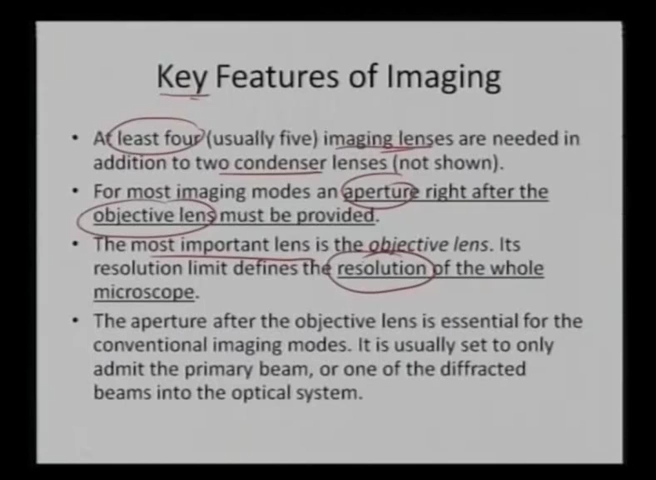 Key Features of Imaging
• At least four (usually five) imaging lenses are needed in
addition to two condenser lenses (not shown).
• For most imaging modes an aperture right after the
objective lens must be provided.
• The most important lens is the objective lens. Its
resolution limit defines the resolution of the whole
microscope.
• The aperture after the objective lens is essential for the
conventional imaging modes. It is usually set to only
admit the primary beam, or one of the diffracted
beams into the optical system.